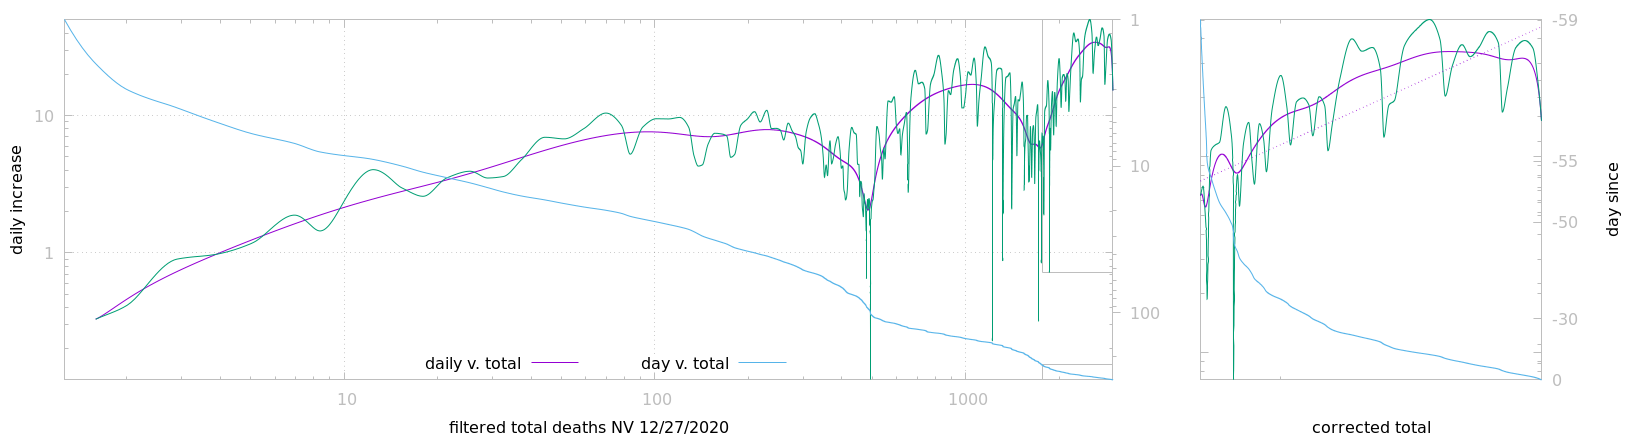 1
-59
10
10
-55
-50
1
100
-30
0
daily increase
day since
daily v. total
day v. total
10
100
1000
filtered total deaths NV 12/27/2020
corrected total